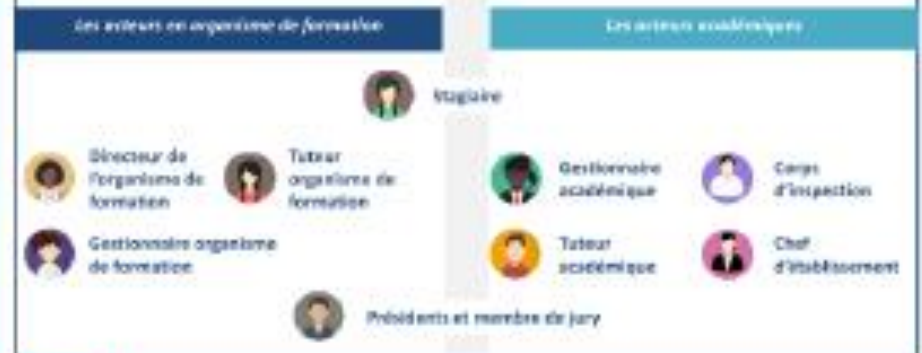 Les acteurs en organisme de formation
Les acteurs académiques
Stagiaire
Directeur de
l'organisme de
formation
Tuteur
organisme de
formation
Gestionnaire
académique
Corps
d'inspection
Gestionnaire organisme
de formation
Tuteur
académique
Chef
d'établissement
Présidents et membre de jury